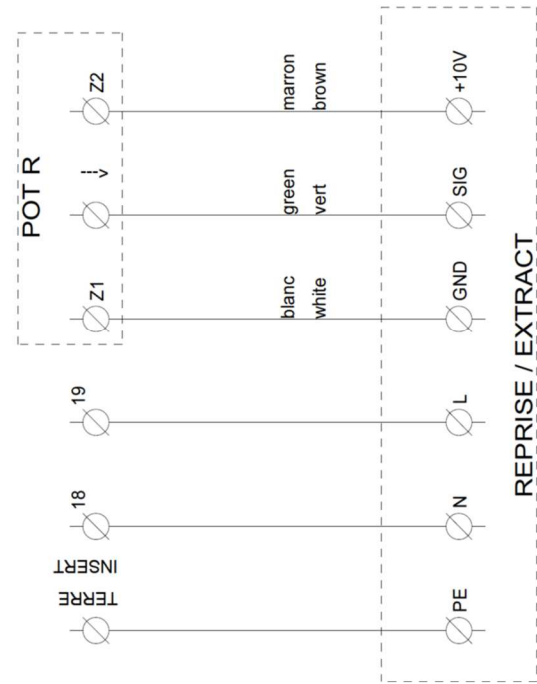 POT R
Z2
marron
brown
+10V
---v
green
vert
SIG
Z1
blanc
white
GND
19
L
18
N
TERRE
INSERT
PE
REPRISE / EXTRACT